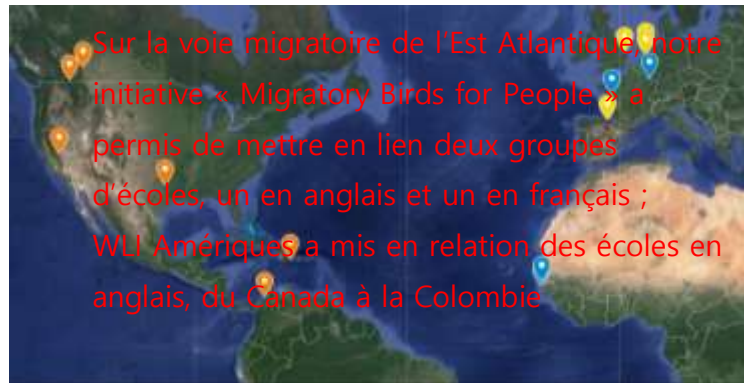 Sur la voie migratoire de l'Est Atlantique, notre
initiative « Migratory Birds for People » a
permis de mettre en lien deux groupes
d'écoles, un en anglais et un en français ;
WLI Amériques a mis en relation des écoles en
anglais, du Canada à la Colombie